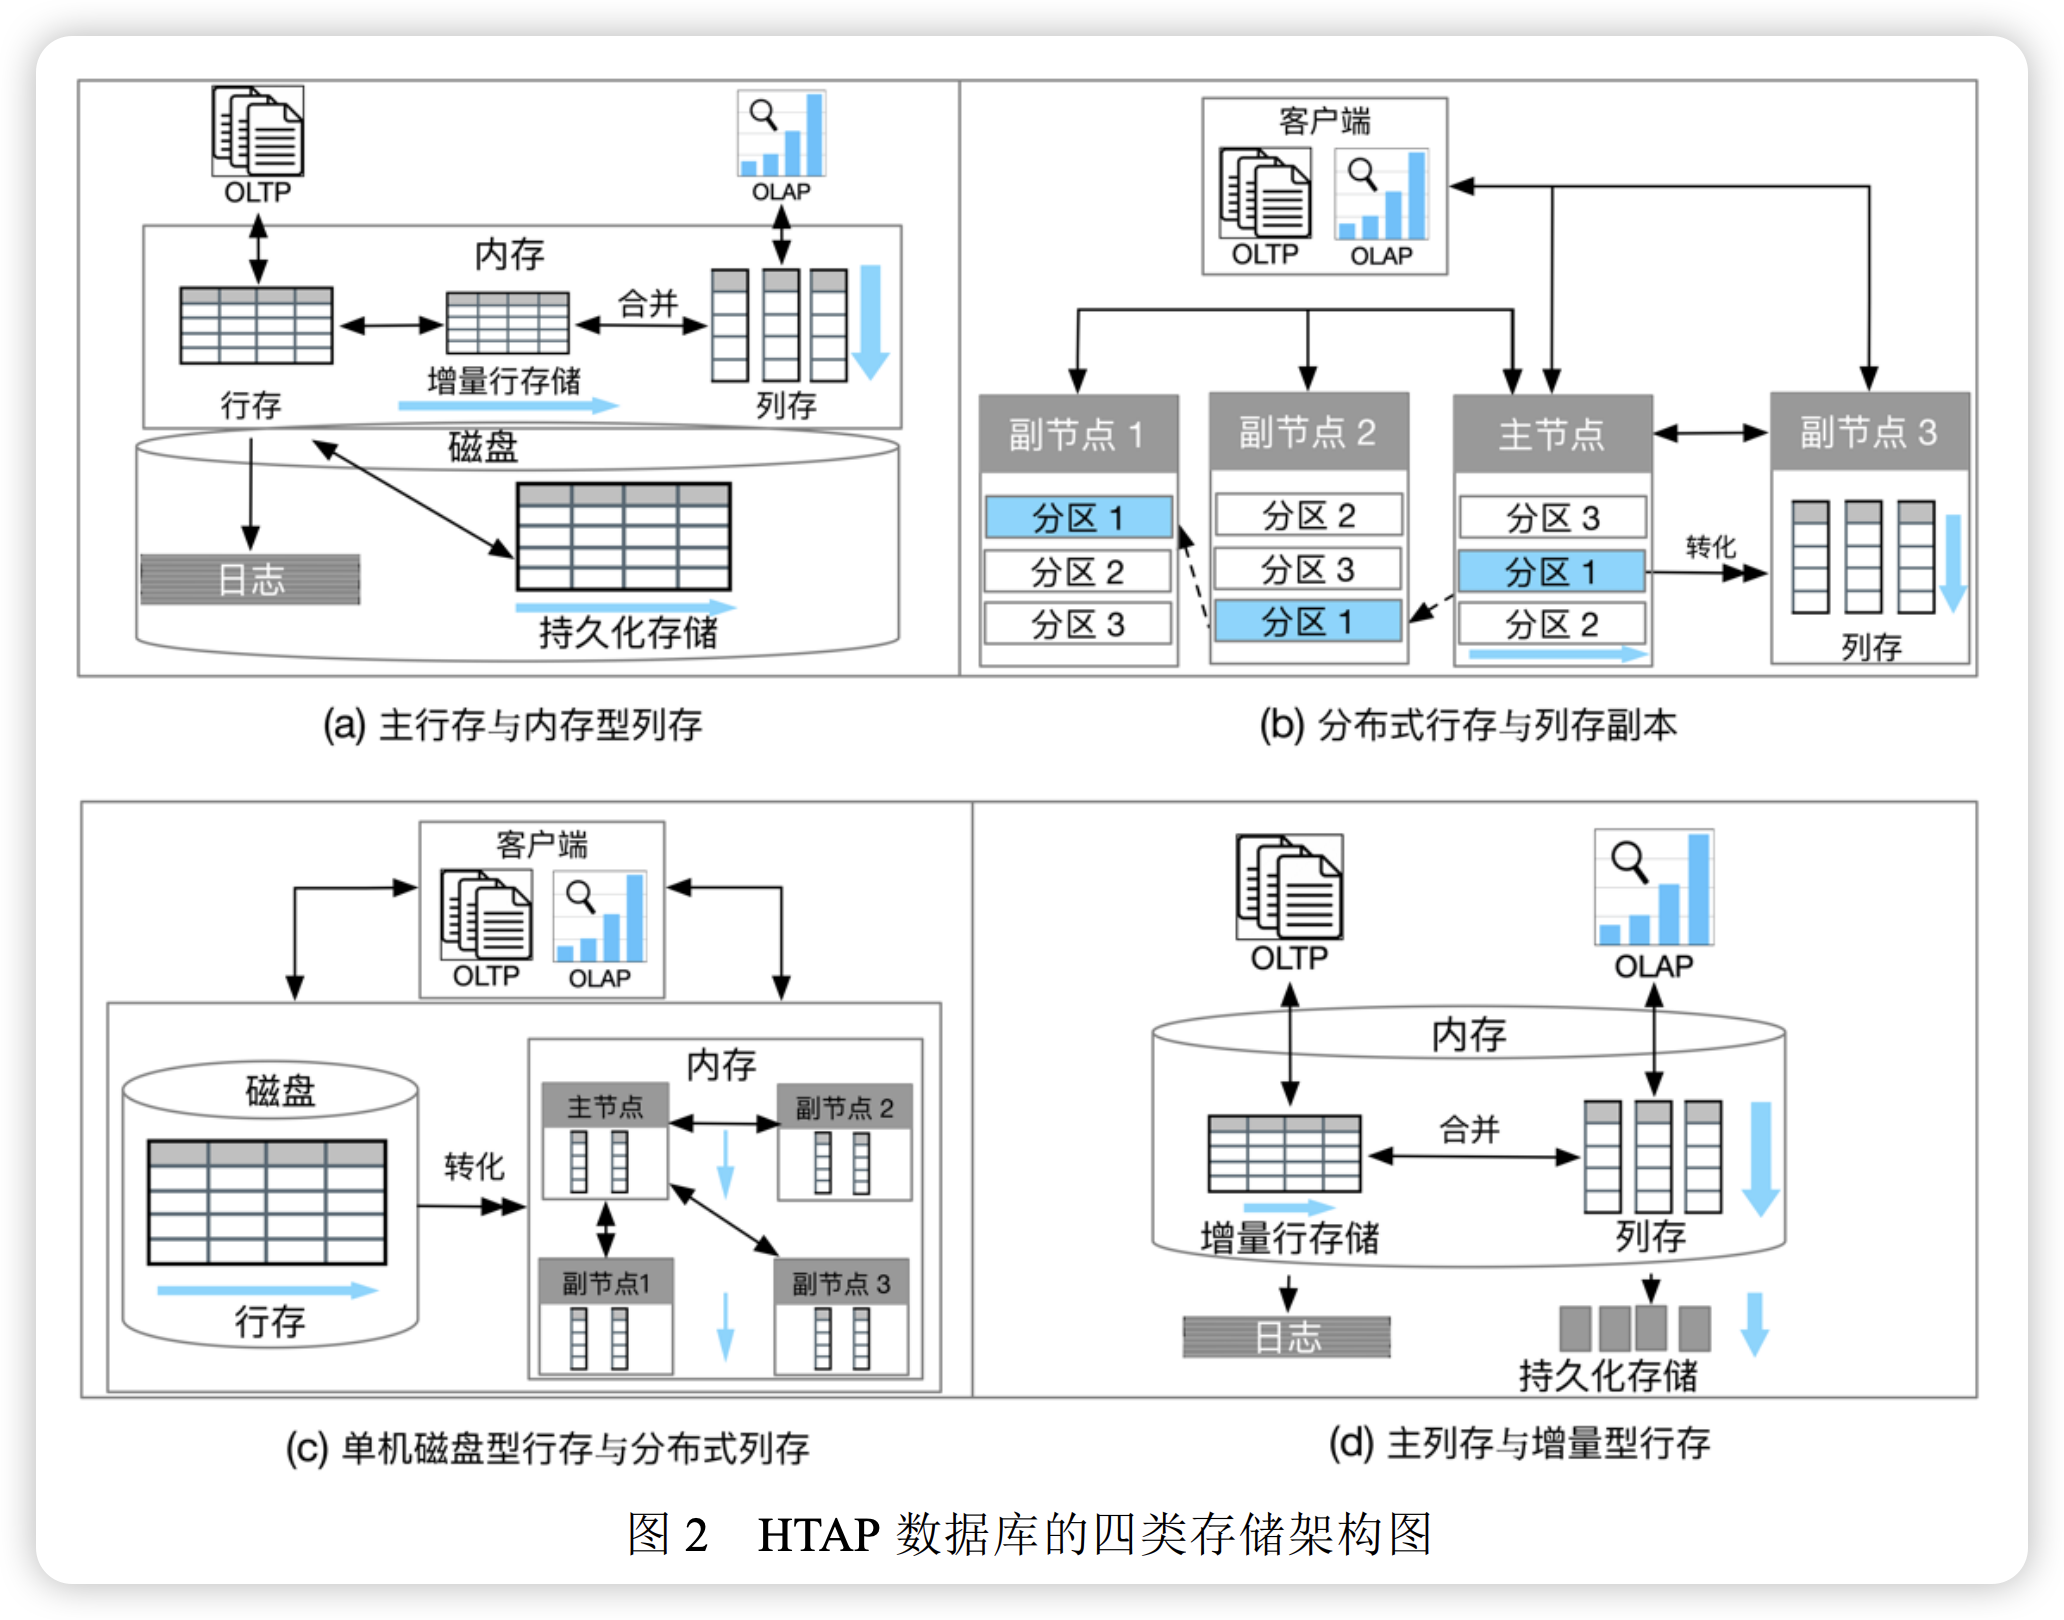 OLTP
OLAP
内存
合并
增量行存储
行存
列存
磁盘
日志
持久化存储
(a) 主行存与内存型列存
客户端
OLTP
OLAP
副节点 1
副节点 2
主节点
副节点 3
分区 1
分区 2
分区 3
分区 2
分区 3
分区 1
分区 3
分区 1
分区 2
转化
列存
(b) 分布式行存与列存副本
客户端
OLTP
OLAP
磁盘
行存
转化
内存
主节点
副节点 2
副节点1
副节点 3
(c) 单机磁盘型行存与分布式列存
OLTP
OLAP
内存
合并
增量行存储
列存
日志
持久化存储
(d) 主列存与增量型行存
图 2 HTAP 数据库的四类存储架构图